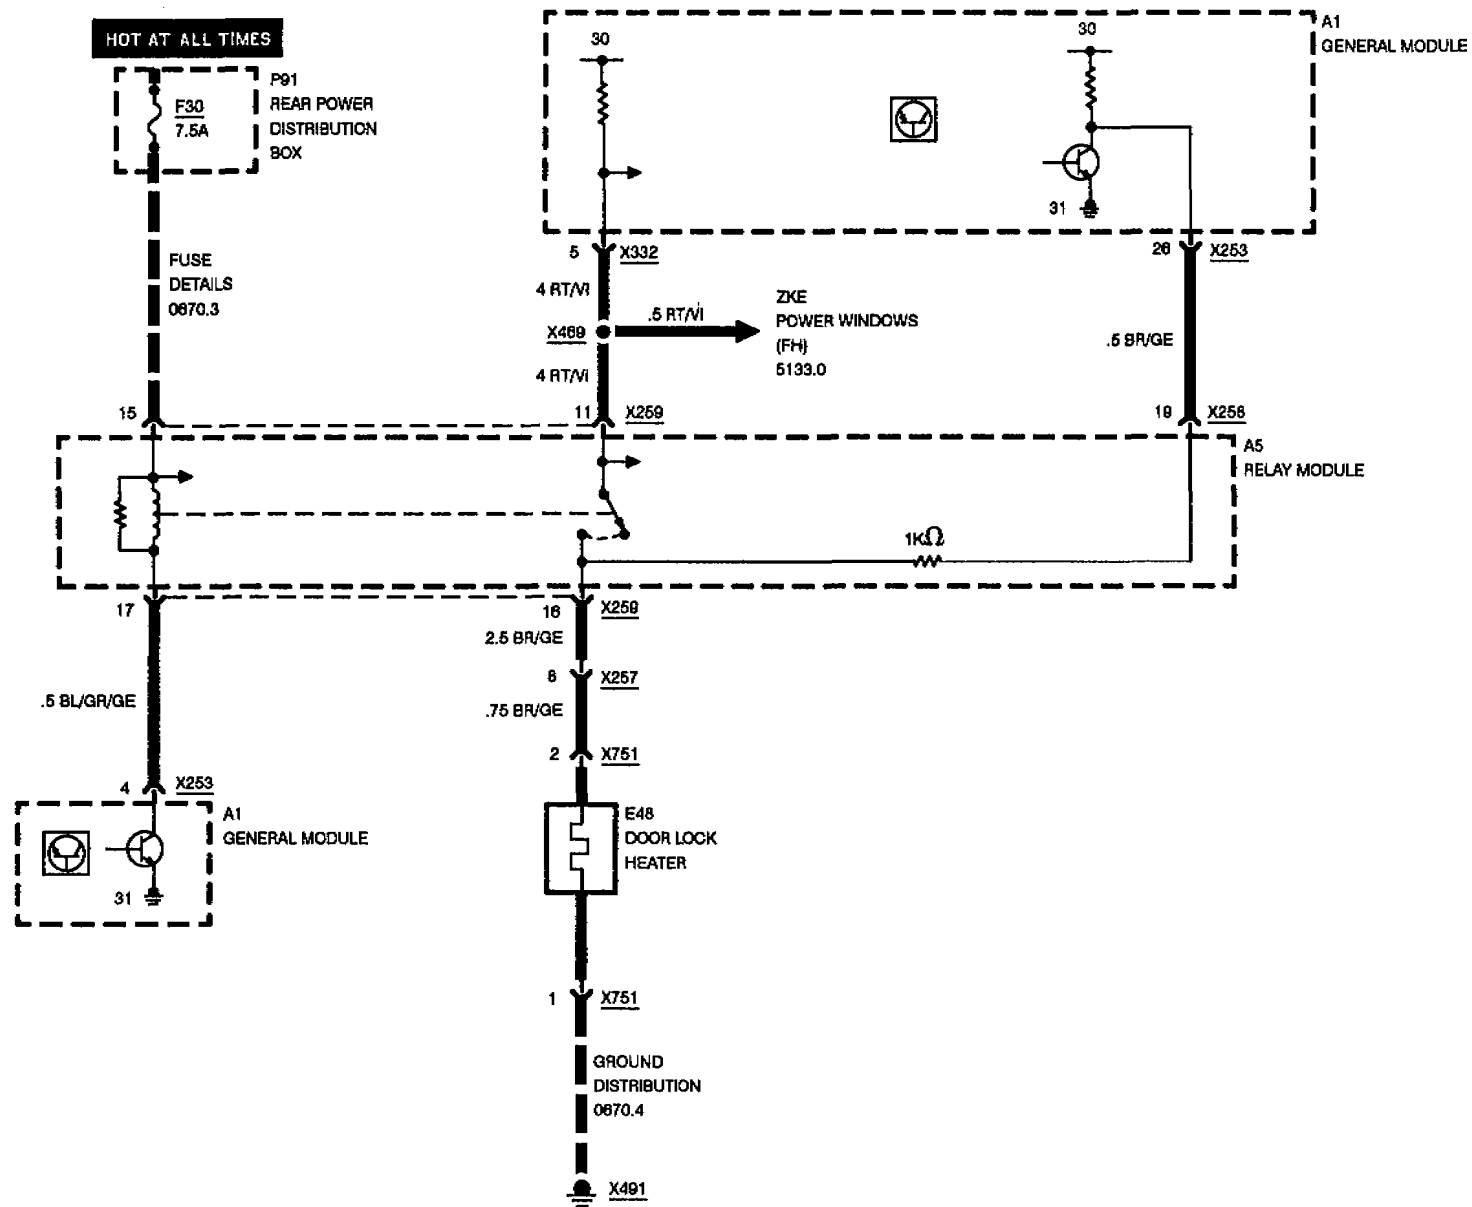 HOT AT ALL TIMES
F30
7.5A
P91
REAR POWER
DISTRIBUTION
BOX
30
30
31
A1
GENERAL MODULE
FUSE
DETAILS
0670.3
5
X332
4 RT/VI
X469
.5 RT/VI
ZKE
POWER WINDOWS
(FH)
5133.0
4 RT/VI
26
X253
.5 BR/GE
15
11
X259
19
X256
A5
RELAY MODULE
1KΩ
17
16
X259
2.5 BR/GE
8
X257
.75 BR/GE
2
X751
.5 BL/GR/GE
4
X253
A1
GENERAL MODULE
31
E48
DOOR LOCK
HEATER
1
X751
GROUND
DISTRIBUTION
0670.4
X491